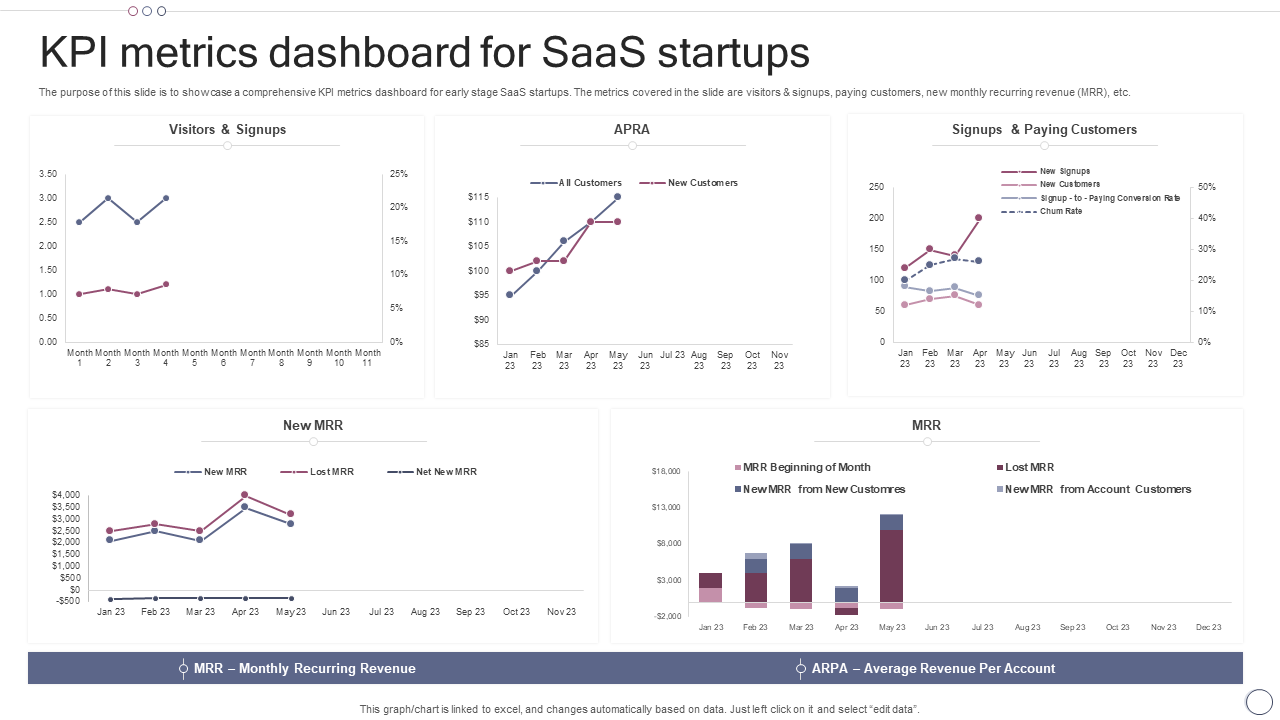 KPI metrics dashboard for SaaS startups
The purpose of this slide is to showcase a comprehensive KPI metrics dashboard for early stage SaaS startups. The metrics covered in the slide are visitors & signups, paying customers, new monthly recurring revenue (MRR), etc.
Visitors & Signups
3.50
3.00
2.50
2.00
1.50
1.00
0.50
0.00
25%
20%
15%
10%
5%
0%
Month Month Month Month Month Month Month Month Month Month Month
1 2 3 4 5 6 7 8 9 10 11
APRA
All Customers New Customers
$115
$110
$105
$100
$95
$90
$85
Jan Feb Mar Apr May Jun Jul 23 Aug Sep Oct Nov
23 23 23 23 23 23 23 23 23 23
Signups & Paying Customers
New Signups
New Customers
Signup - to - Paying Conversion Rate
Churn Rate
250
200
150
100
50
0
50%
40%
30%
20%
10%
0%
Jan Feb Mar Apr May Jun Jul Aug Sep Oct Nov Dec
23 23 23 23 23 23 23 23 23 23 23 23
New MRR
New MRR Lost MRR Net New MRR
$4,000
$3,500
$3,000
$2,500
$2,000
$1,500
$1,000
$500
$0
-$500
Jan 23 Feb 23 Mar 23 Apr 23 May 23 Jun 23 Jul 23 Aug 23 Sep 23 Oct 23 Nov 23
MRR
MRR Beginning of Month Lost MRR
New MRR from New Customres New MRR from Account Customers
$18,000
$13,000
$8,000
$3,000
-$2,000
Jan 23 Feb 23 Mar 23 Apr 23 May 23 Jun 23 Jul 23 Aug 23 Sep 23 Oct 23 Nov 23 Dec 23
MRR – Monthly Recurring Revenue
ARPA – Average Revenue Per Account
This graph/chart is linked to excel, and changes automatically based on data. Just left click on it and select “edit data”.